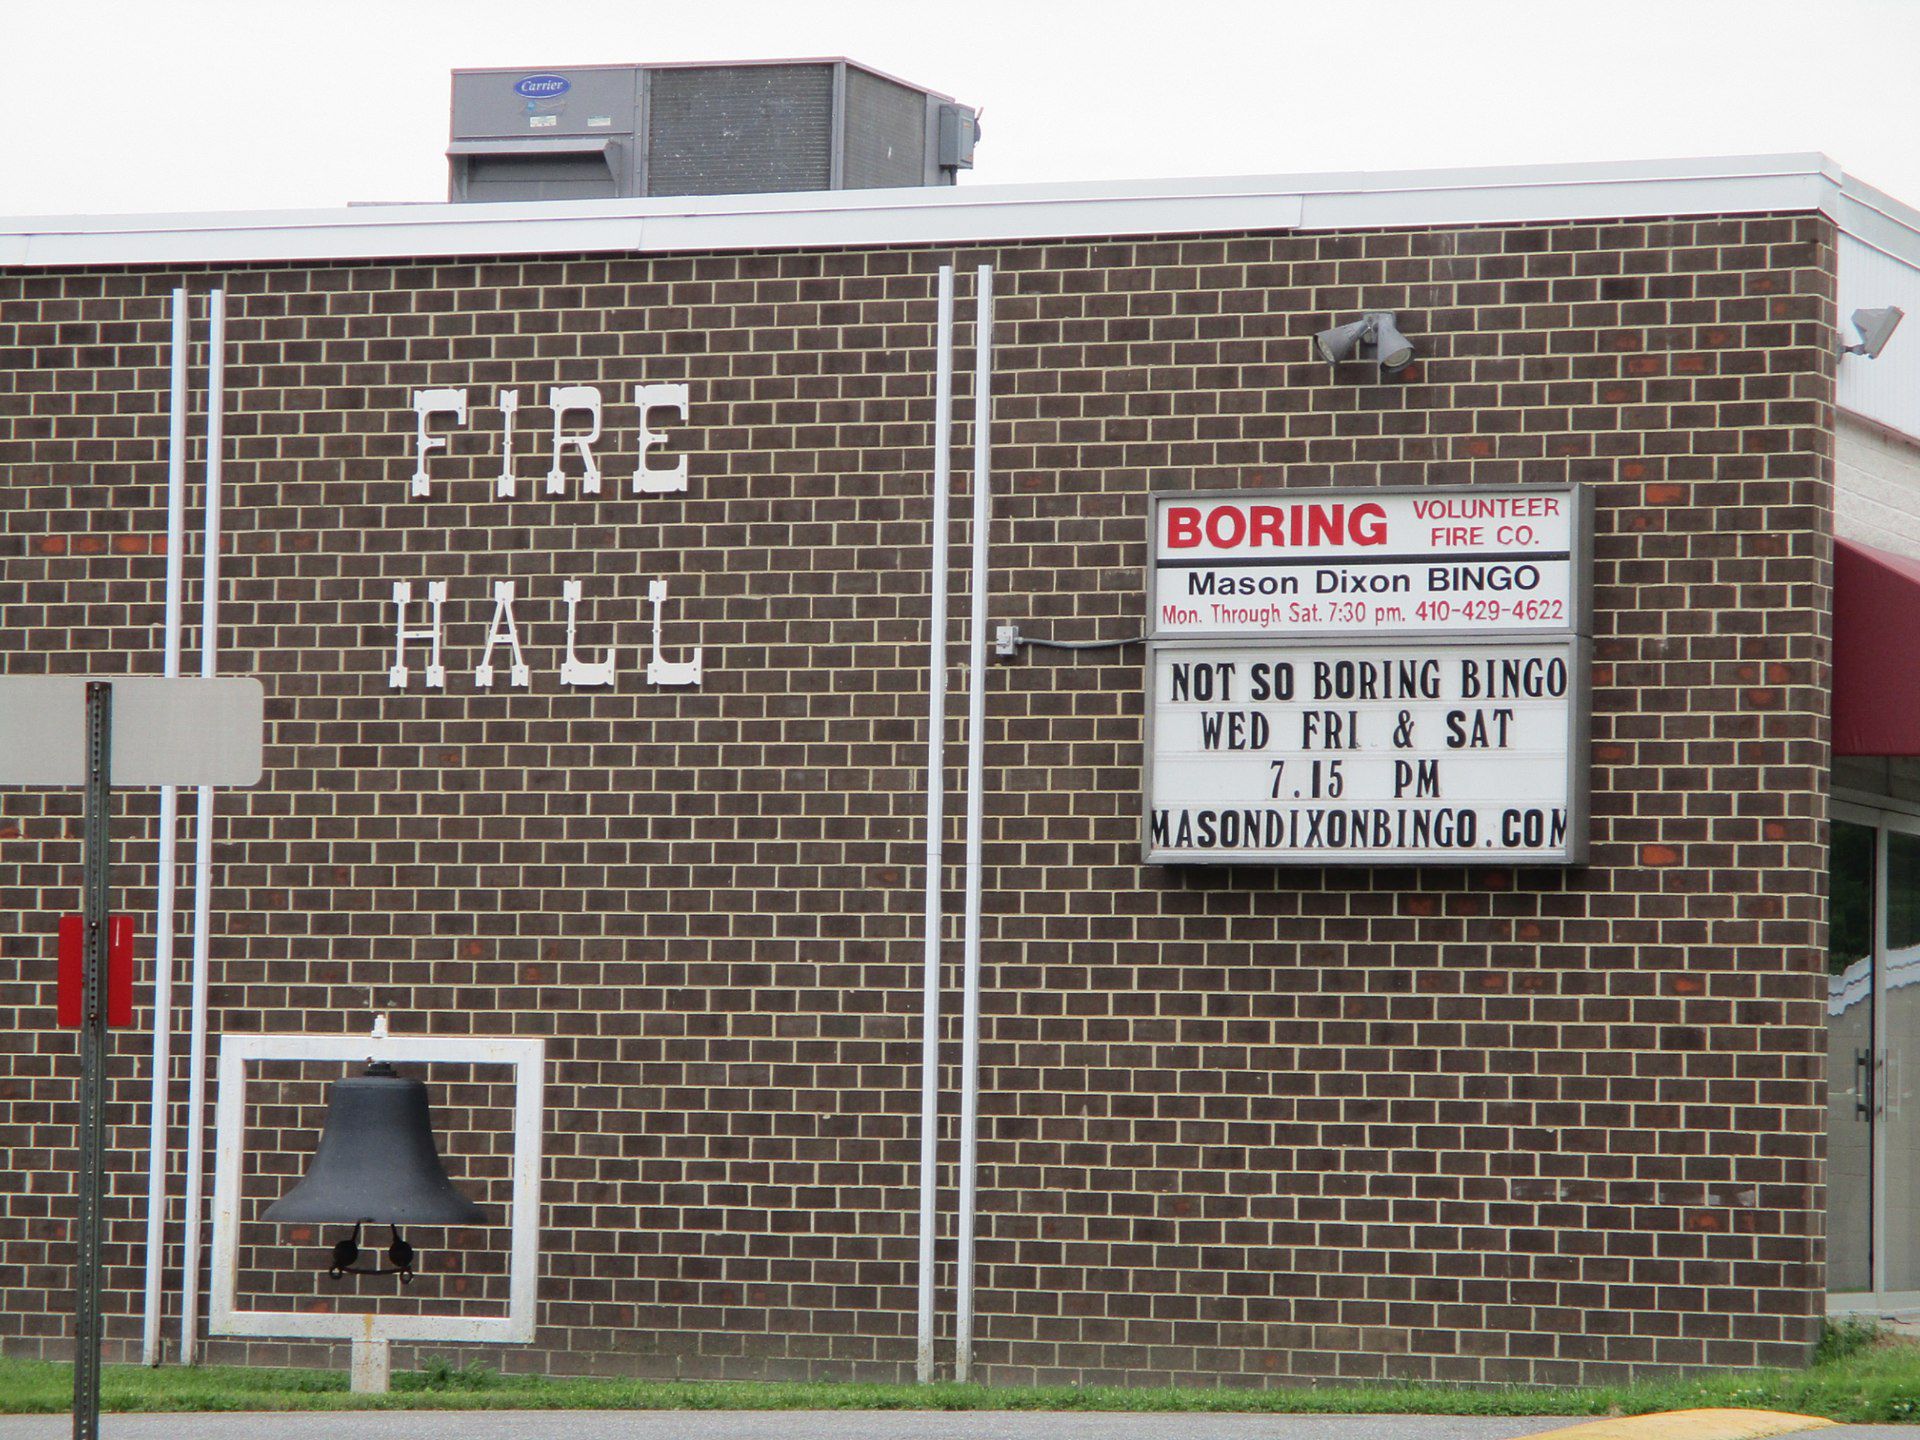 Carrier
FIRE
HALL
BORING VOLUNTEER
FIRE CO.
Mason Dixon BINGO
Mon. Through Sat. 7:30 pm. 410-429-4622
NOT SO BORING BINGO
WED FRI & SAT
7.15 PM
MASONDIXONBINGO.COM